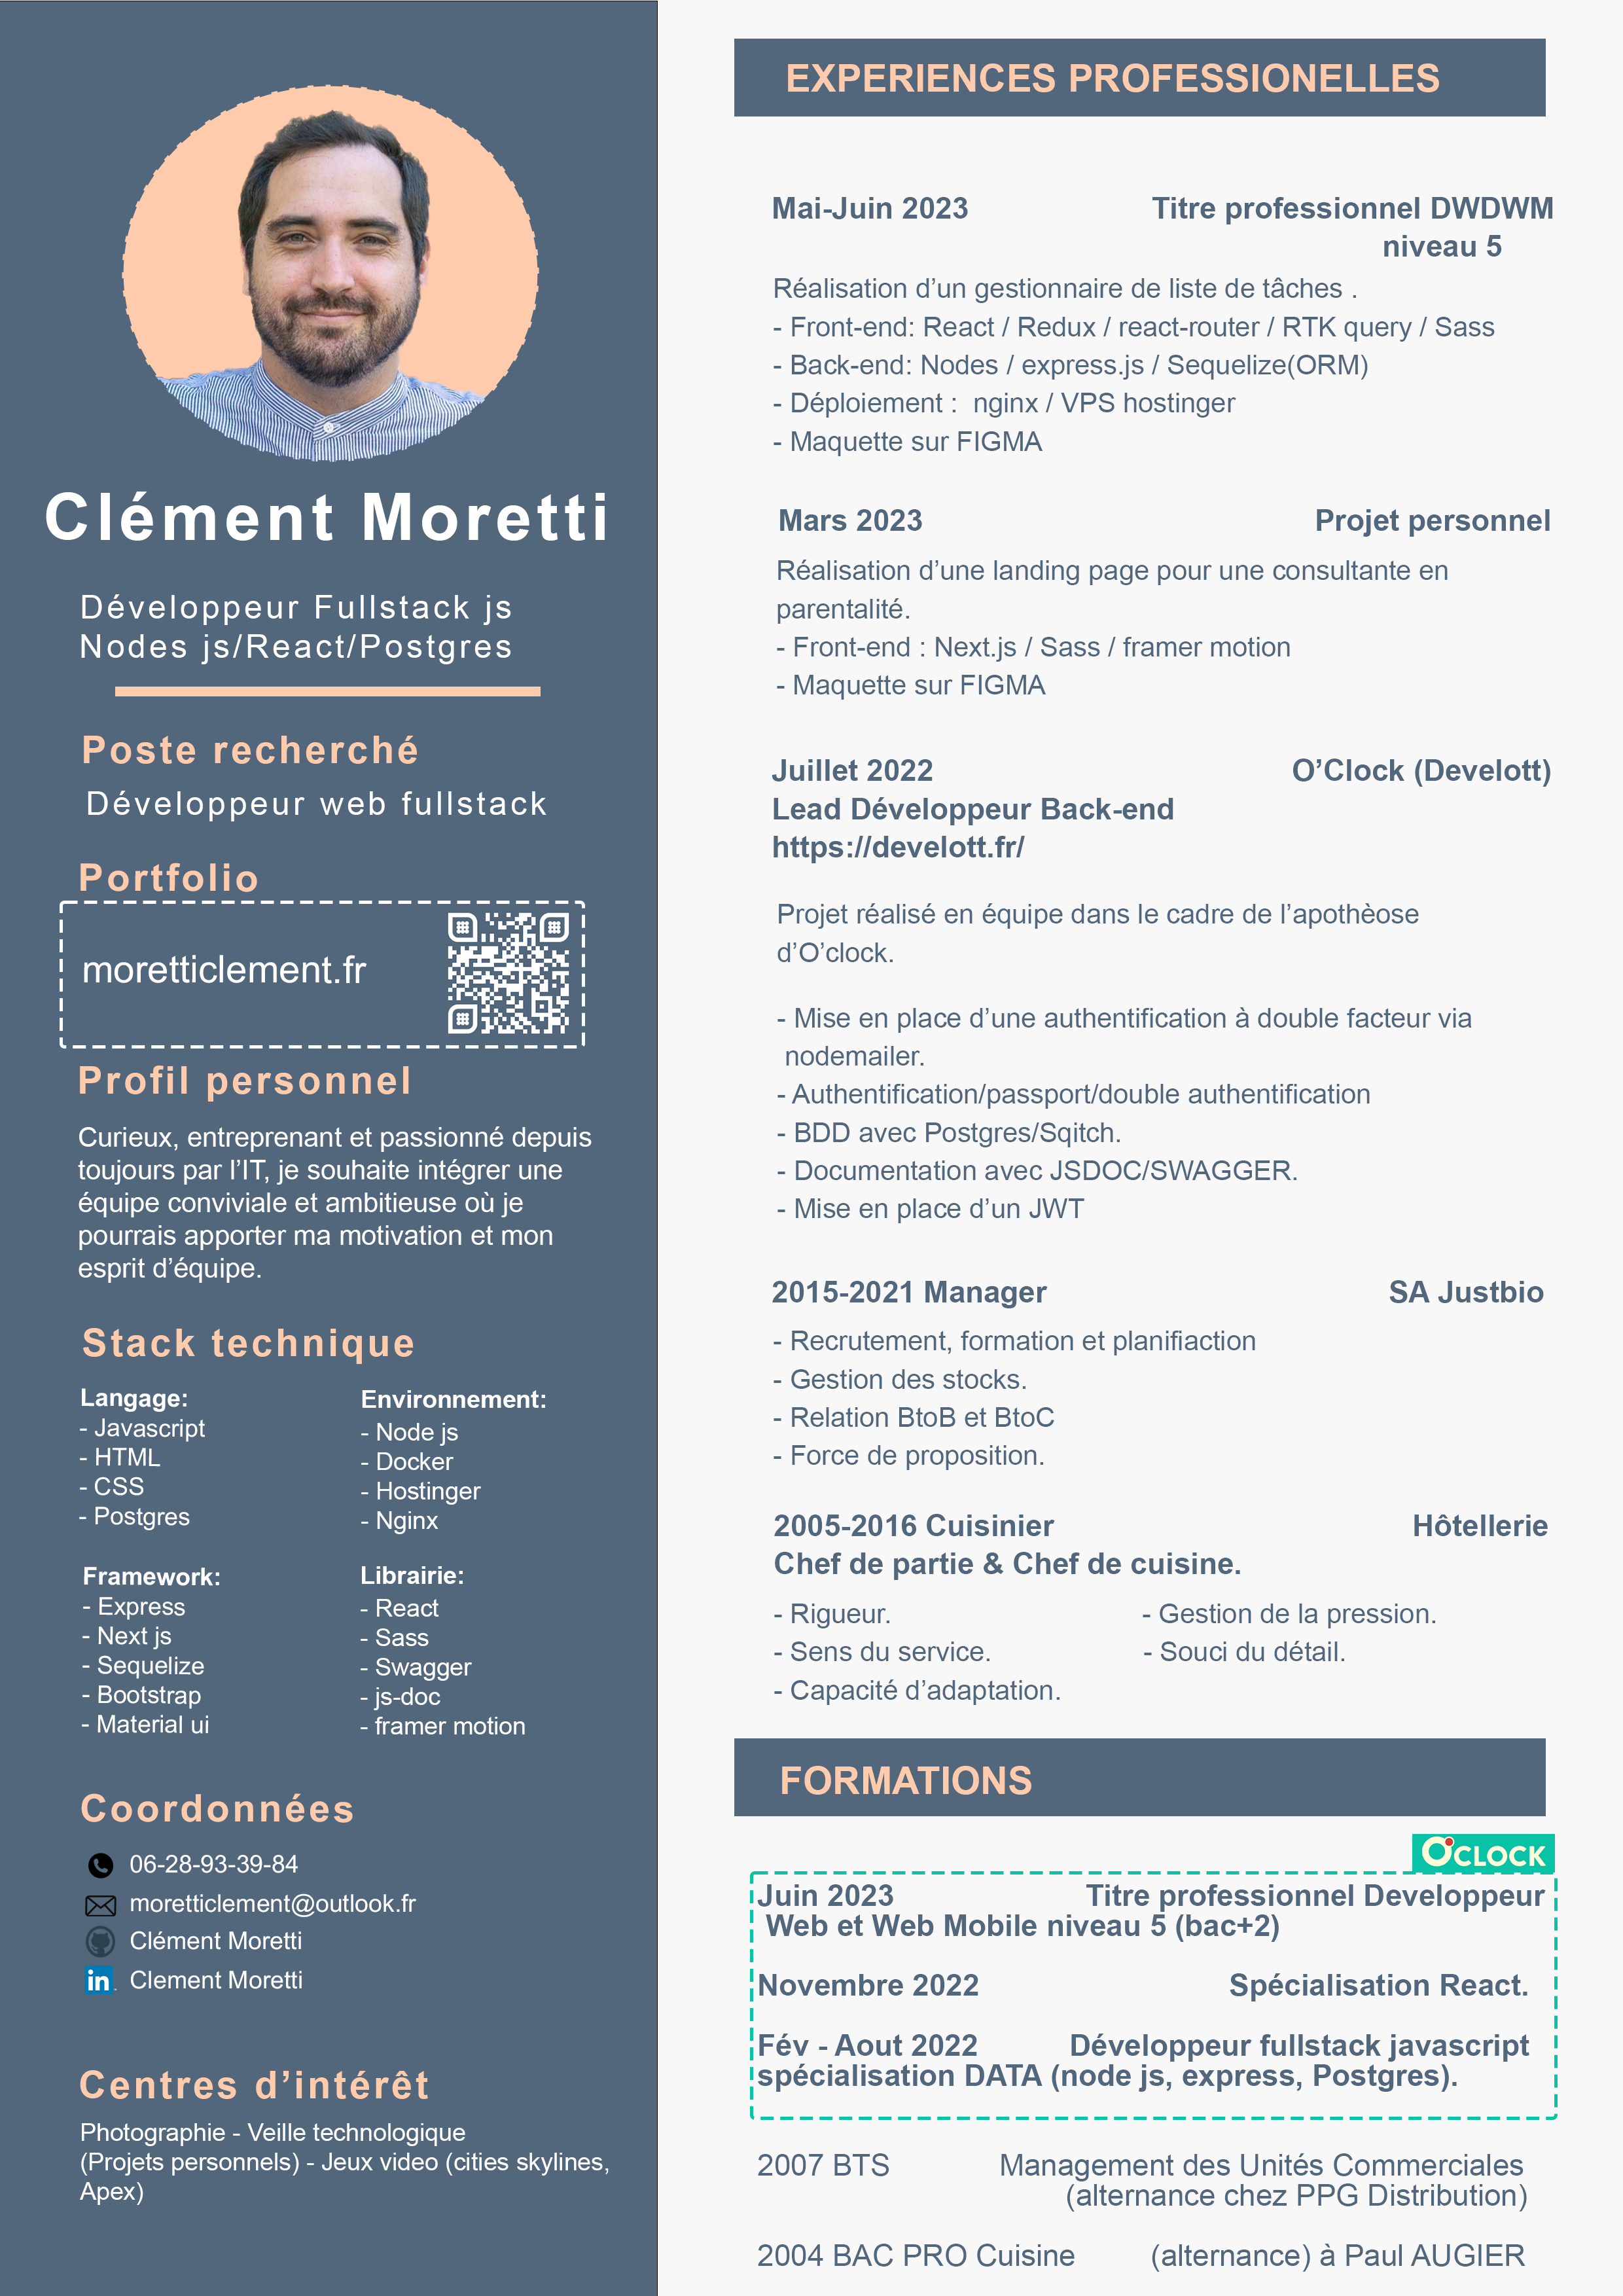 Clément Moretti
Développeur Fullstack js
Nodes js/React/Postgres
Poste recherché
Développeur web fullstack
Portfolio
moretticlement.fr
Profil personnel
Curieux, entreprenant et passionné depuis
toujours par l’IT, je souhaite intégrer une
équipe conviviale et ambitieuse où je
pourrais apporter ma motivation et mon
esprit d’équipe.
Stack technique
Langage:
- Javascript
- HTML
- CSS
- Postgres
Environnement:
- Node js
- Docker
- Hostinger
- Nginx
Framework:
- Express
- Next js
- Sequelize
- Bootstrap
- Material ui
Librairie:
- React
- Sass
- Swagger
- js-doc
- framer motion
Coordonnées
06-28-93-39-84
moretticlement@outlook.fr
Clément Moretti
in Clement Moretti
Centres d’intérêt
Photographie - Veille technologique
(Projets personnels) - Jeux video (cities skylines,
Apex)
EXPERIENCES PROFESSIONELLES
Mai-Juin 2023 Titre professionnel DWDWM
niveau 5
Réalisation d’un gestionnaire de liste de tâches .
- Front-end: React / Redux / react-router / RTK query / Sass
- Back-end: Nodes / express.js / Sequelize(ORM)
- Déploiement : nginx / VPS hostinger
- Maquette sur FIGMA
Mars 2023 Projet personnel
Réalisation d’une landing page pour une consultante en
parentalité.
- Front-end : Next.js / Sass / framer motion
- Maquette sur FIGMA
Juillet 2022 O’Clock (Develott)
Lead Développeur Back-end
https://develott.fr/
Projet réalisé en équipe dans le cadre de l’apothèose
d’O’clock.
- Mise en place d’une authentification à double facteur via
nodemailer.
- Authentification/passport/double authentification
- BDD avec Postgres/Sqitch.
- Documentation avec JSDOC/SWAGGER.
- Mise en place d’un JWT
2015-2021 Manager SA Justbio
- Recrutement, formation et planifiaction
- Gestion des stocks.
- Relation BtoB et BtoC
- Force de proposition.
2005-2016 Cuisinier Hôtellerie
Chef de partie & Chef de cuisine.
- Rigueur. - Gestion de la pression.
- Sens du service. - Souci du détail.
- Capacité d’adaptation.
FORMATIONS
O'CLOCK
Juin 2023 Titre professionnel Developpeur
Web et Web Mobile niveau 5 (bac+2)
Novembre 2022 Spécialisation React.
Fév - Aout 2022 Développeur fullstack javascript
spécialisation DATA (node js, express, Postgres).
2007 BTS Management des Unités Commerciales
(alternance chez PPG Distribution)
2004 BAC PRO Cuisine (alternance) à Paul AUGIER